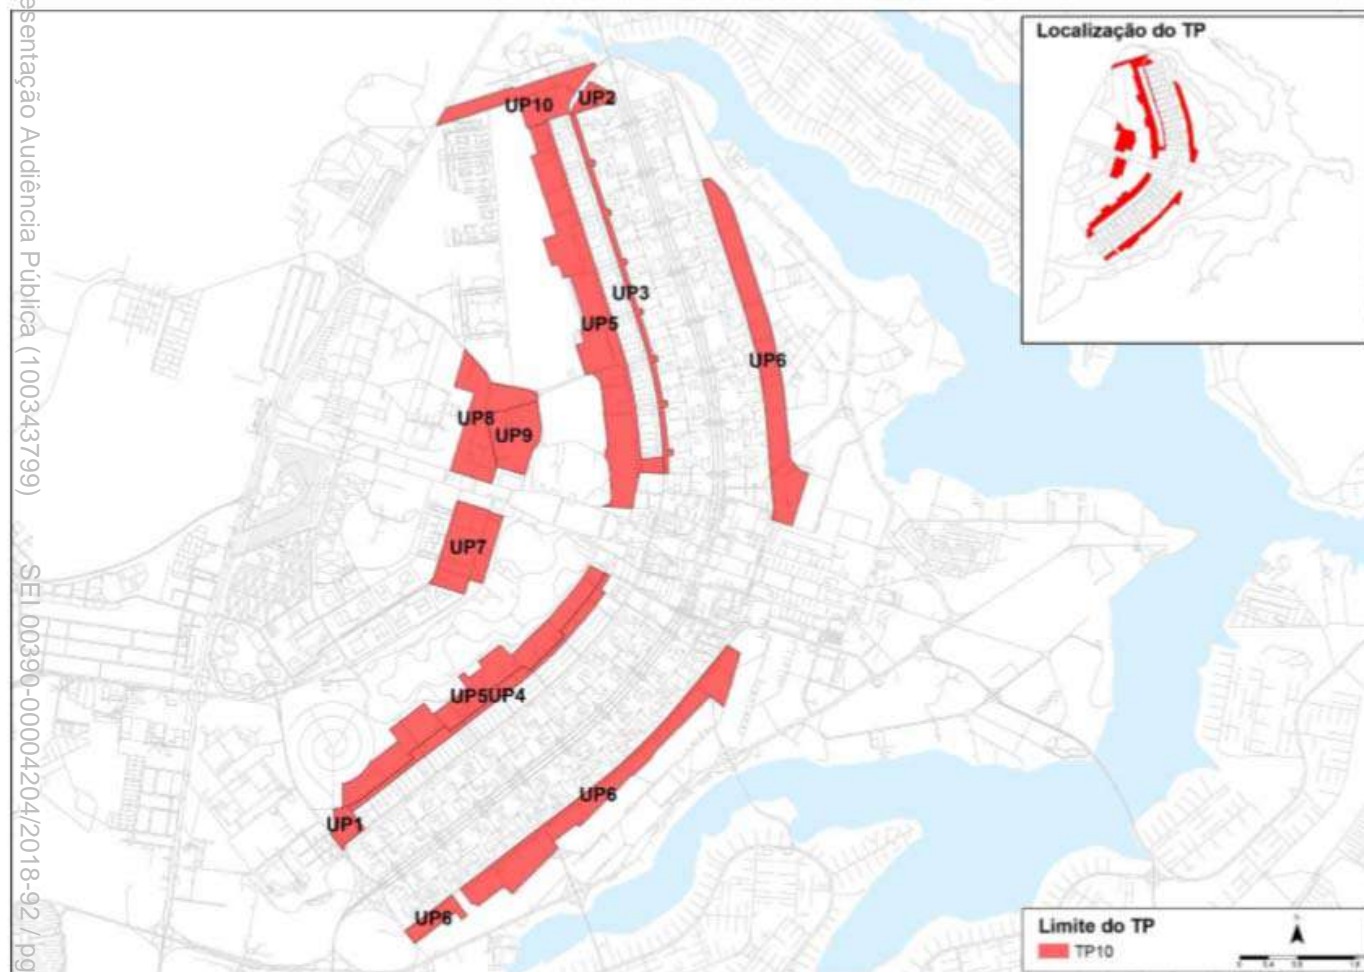 esentação Audiência Pública (100343799)
SEI 00390-00004204/2018-92 / pg
Localização do TP
UP10
UP2
UP3
UP5
UP6
UP8
UP9
UP7
UP5UP4
UP6
UP1
UP6
Limite do TP
TP10